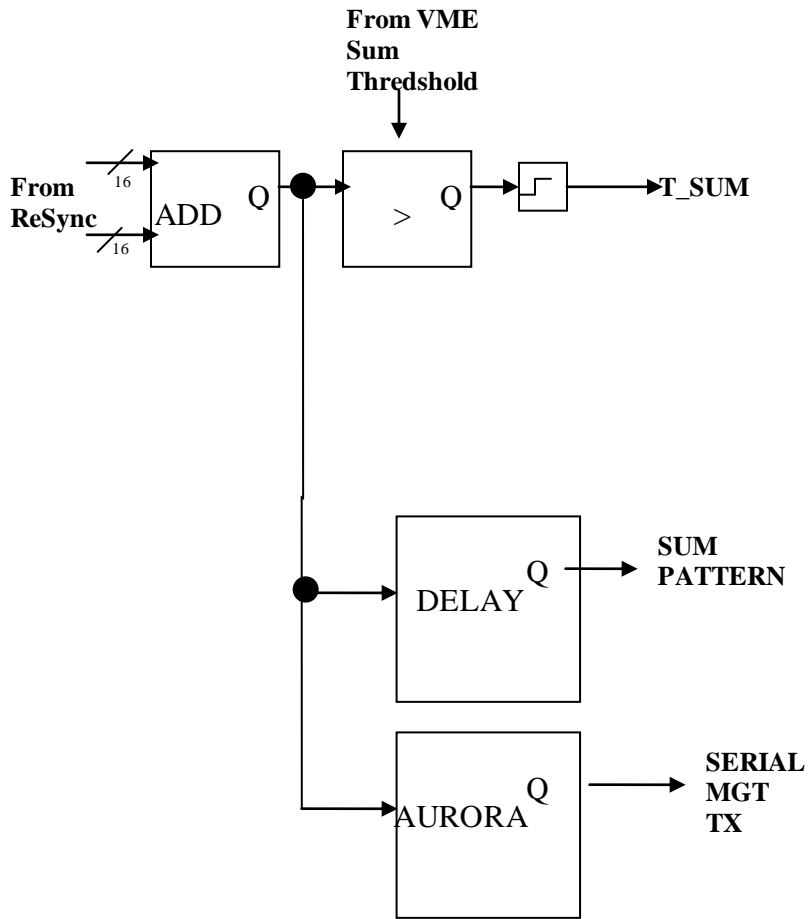 From VME
Sum
Thredshold
16
From
ReSync
16
ADD
Q
>
Q
T_SUM
DELAY
Q
SUM
PATTERN
AURORA
Q
SERIAL
MGT
TX